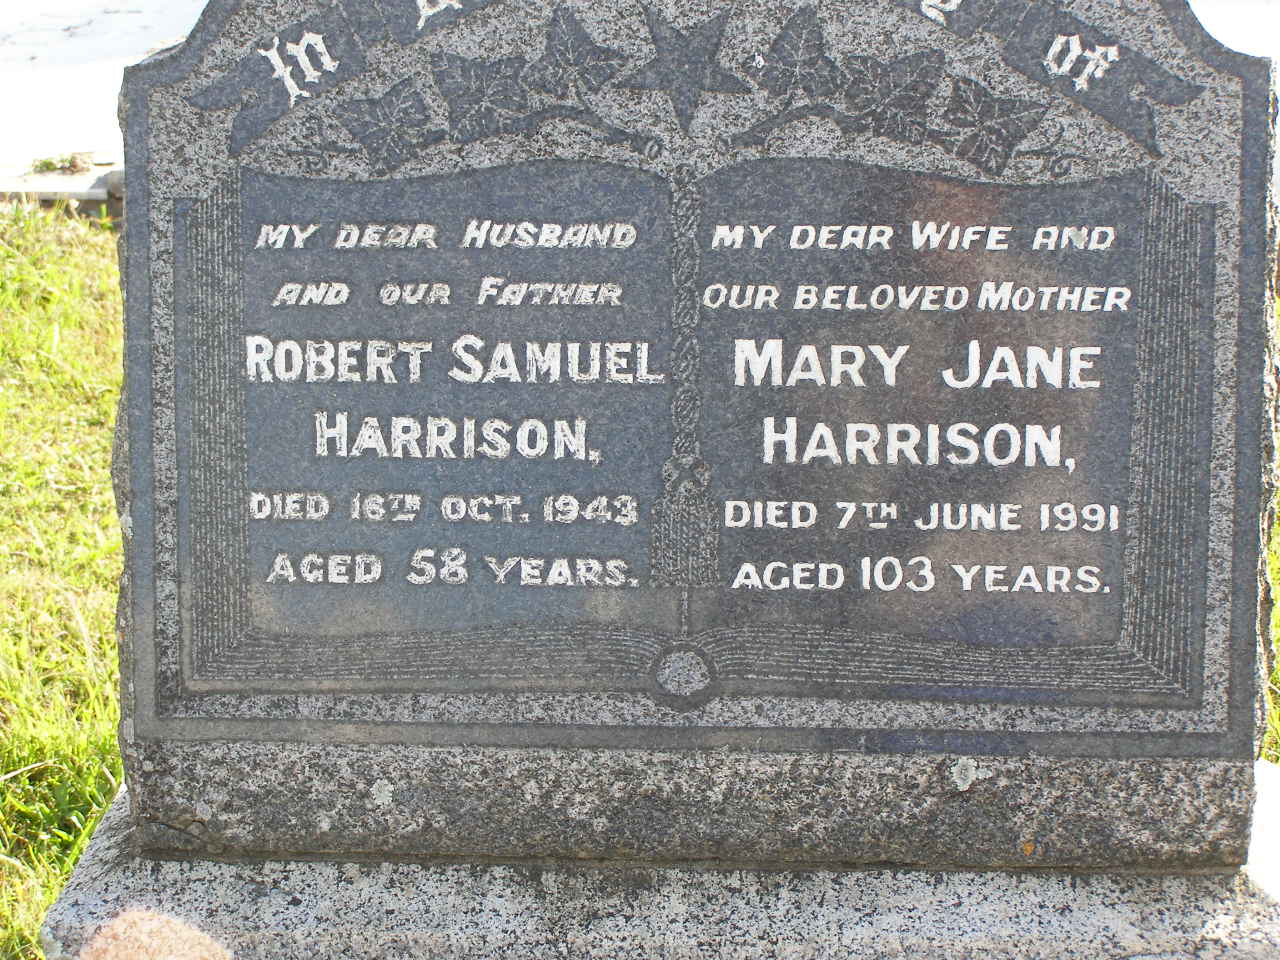 In
of
MY DEAR HUSBAND
AND OUR FATHER
ROBERT SAMUEL
HARRISON,
DIED 16TH OCT. 1943
AGED 58 YEARS.
MY DEAR WIFE AND
OUR BELOVED MOTHER
MARY JANE
HARRISON,
DIED 7TH JUNE 1991
AGED 103 YEARS.